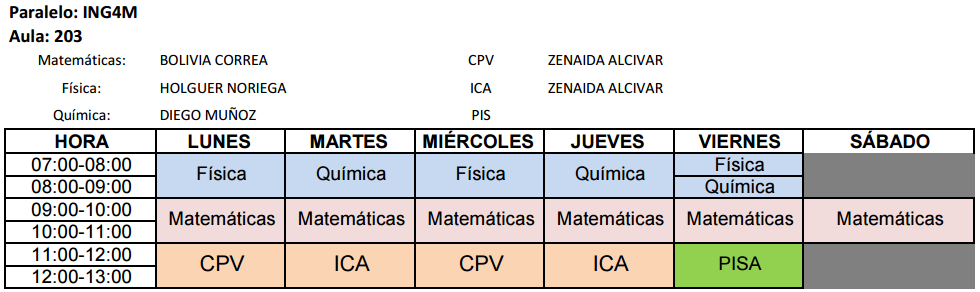 Paralelo: ING4M
Aula: 203
Matemáticas: BOLIVIA CORREA CPV ZENAIDA ALCIVAR
Física: HOLGUER NORIEGA ICA ZENAIDA ALCIVAR
Química: DIEGO MUÑOZ PIS
HORA LUNES MARTES MIÉRCOLES JUEVES VIERNES SÁBADO
07:00-08:00 Física Química Física Química Física
08:00-09:00 Química
09:00-10:00 Matemáticas Matemáticas Matemáticas Matemáticas Matemáticas Matemáticas
10:00-11:00
11:00-12:00 CPV ICA CPV ICA PISA
12:00-13:00